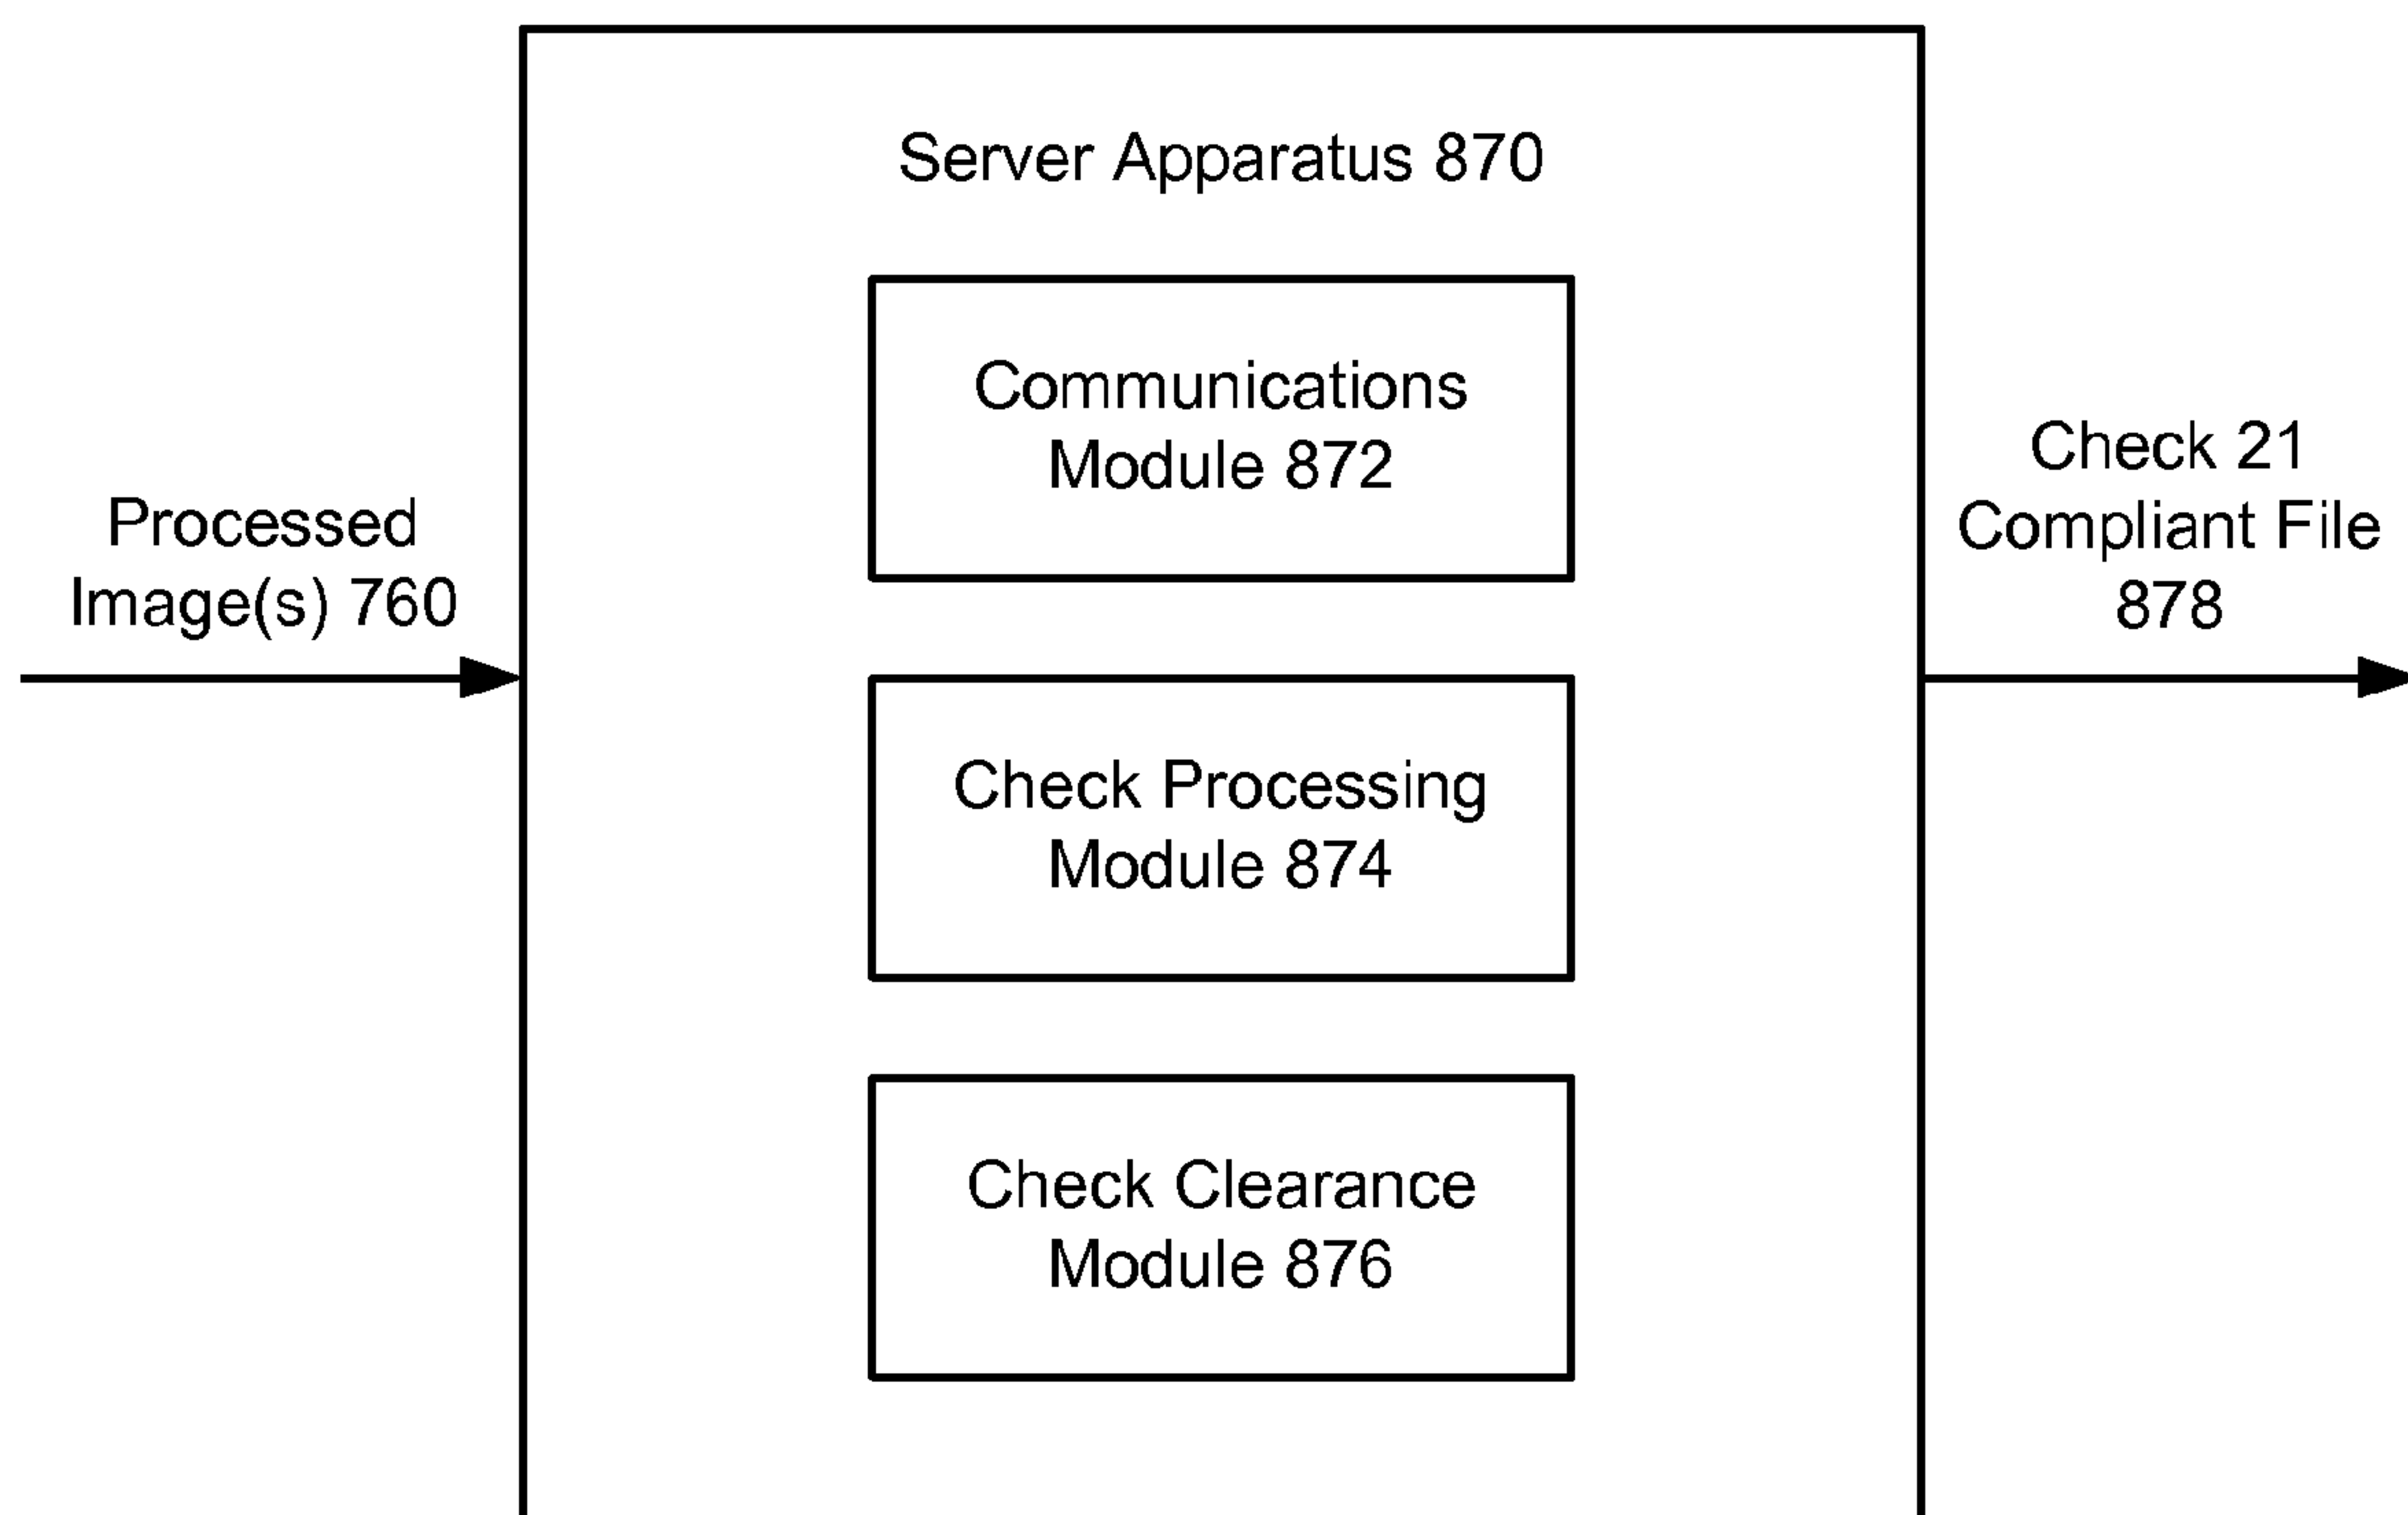 Server Apparatus 870
Communications
Module 872
Processed
Image(s) 760
Check 21
Compliant File
878
Check Processing
Module 874
Check Clearance
Module 876